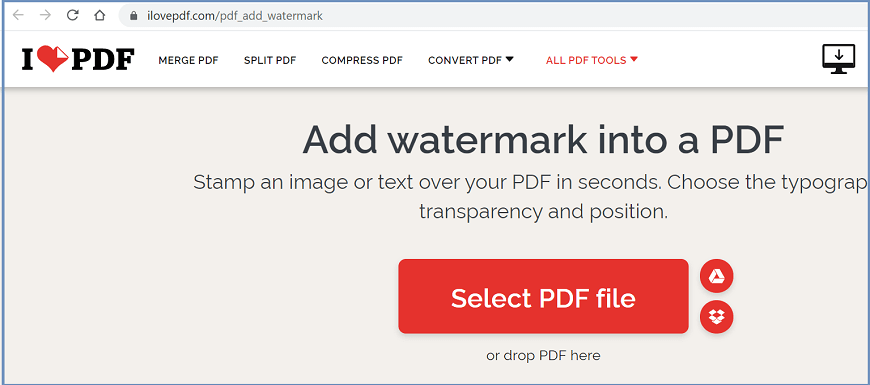 ilovepdf.com/pdf_add_watermark
I PDF
MERGE PDF SPLIT PDF COMPRESS PDF CONVERT PDF ALL PDF TOOLS
Add watermark into a PDF
Stamp an image or text over your PDF in seconds. Choose the typograp
transparency and position.
Select PDF file
or drop PDF here